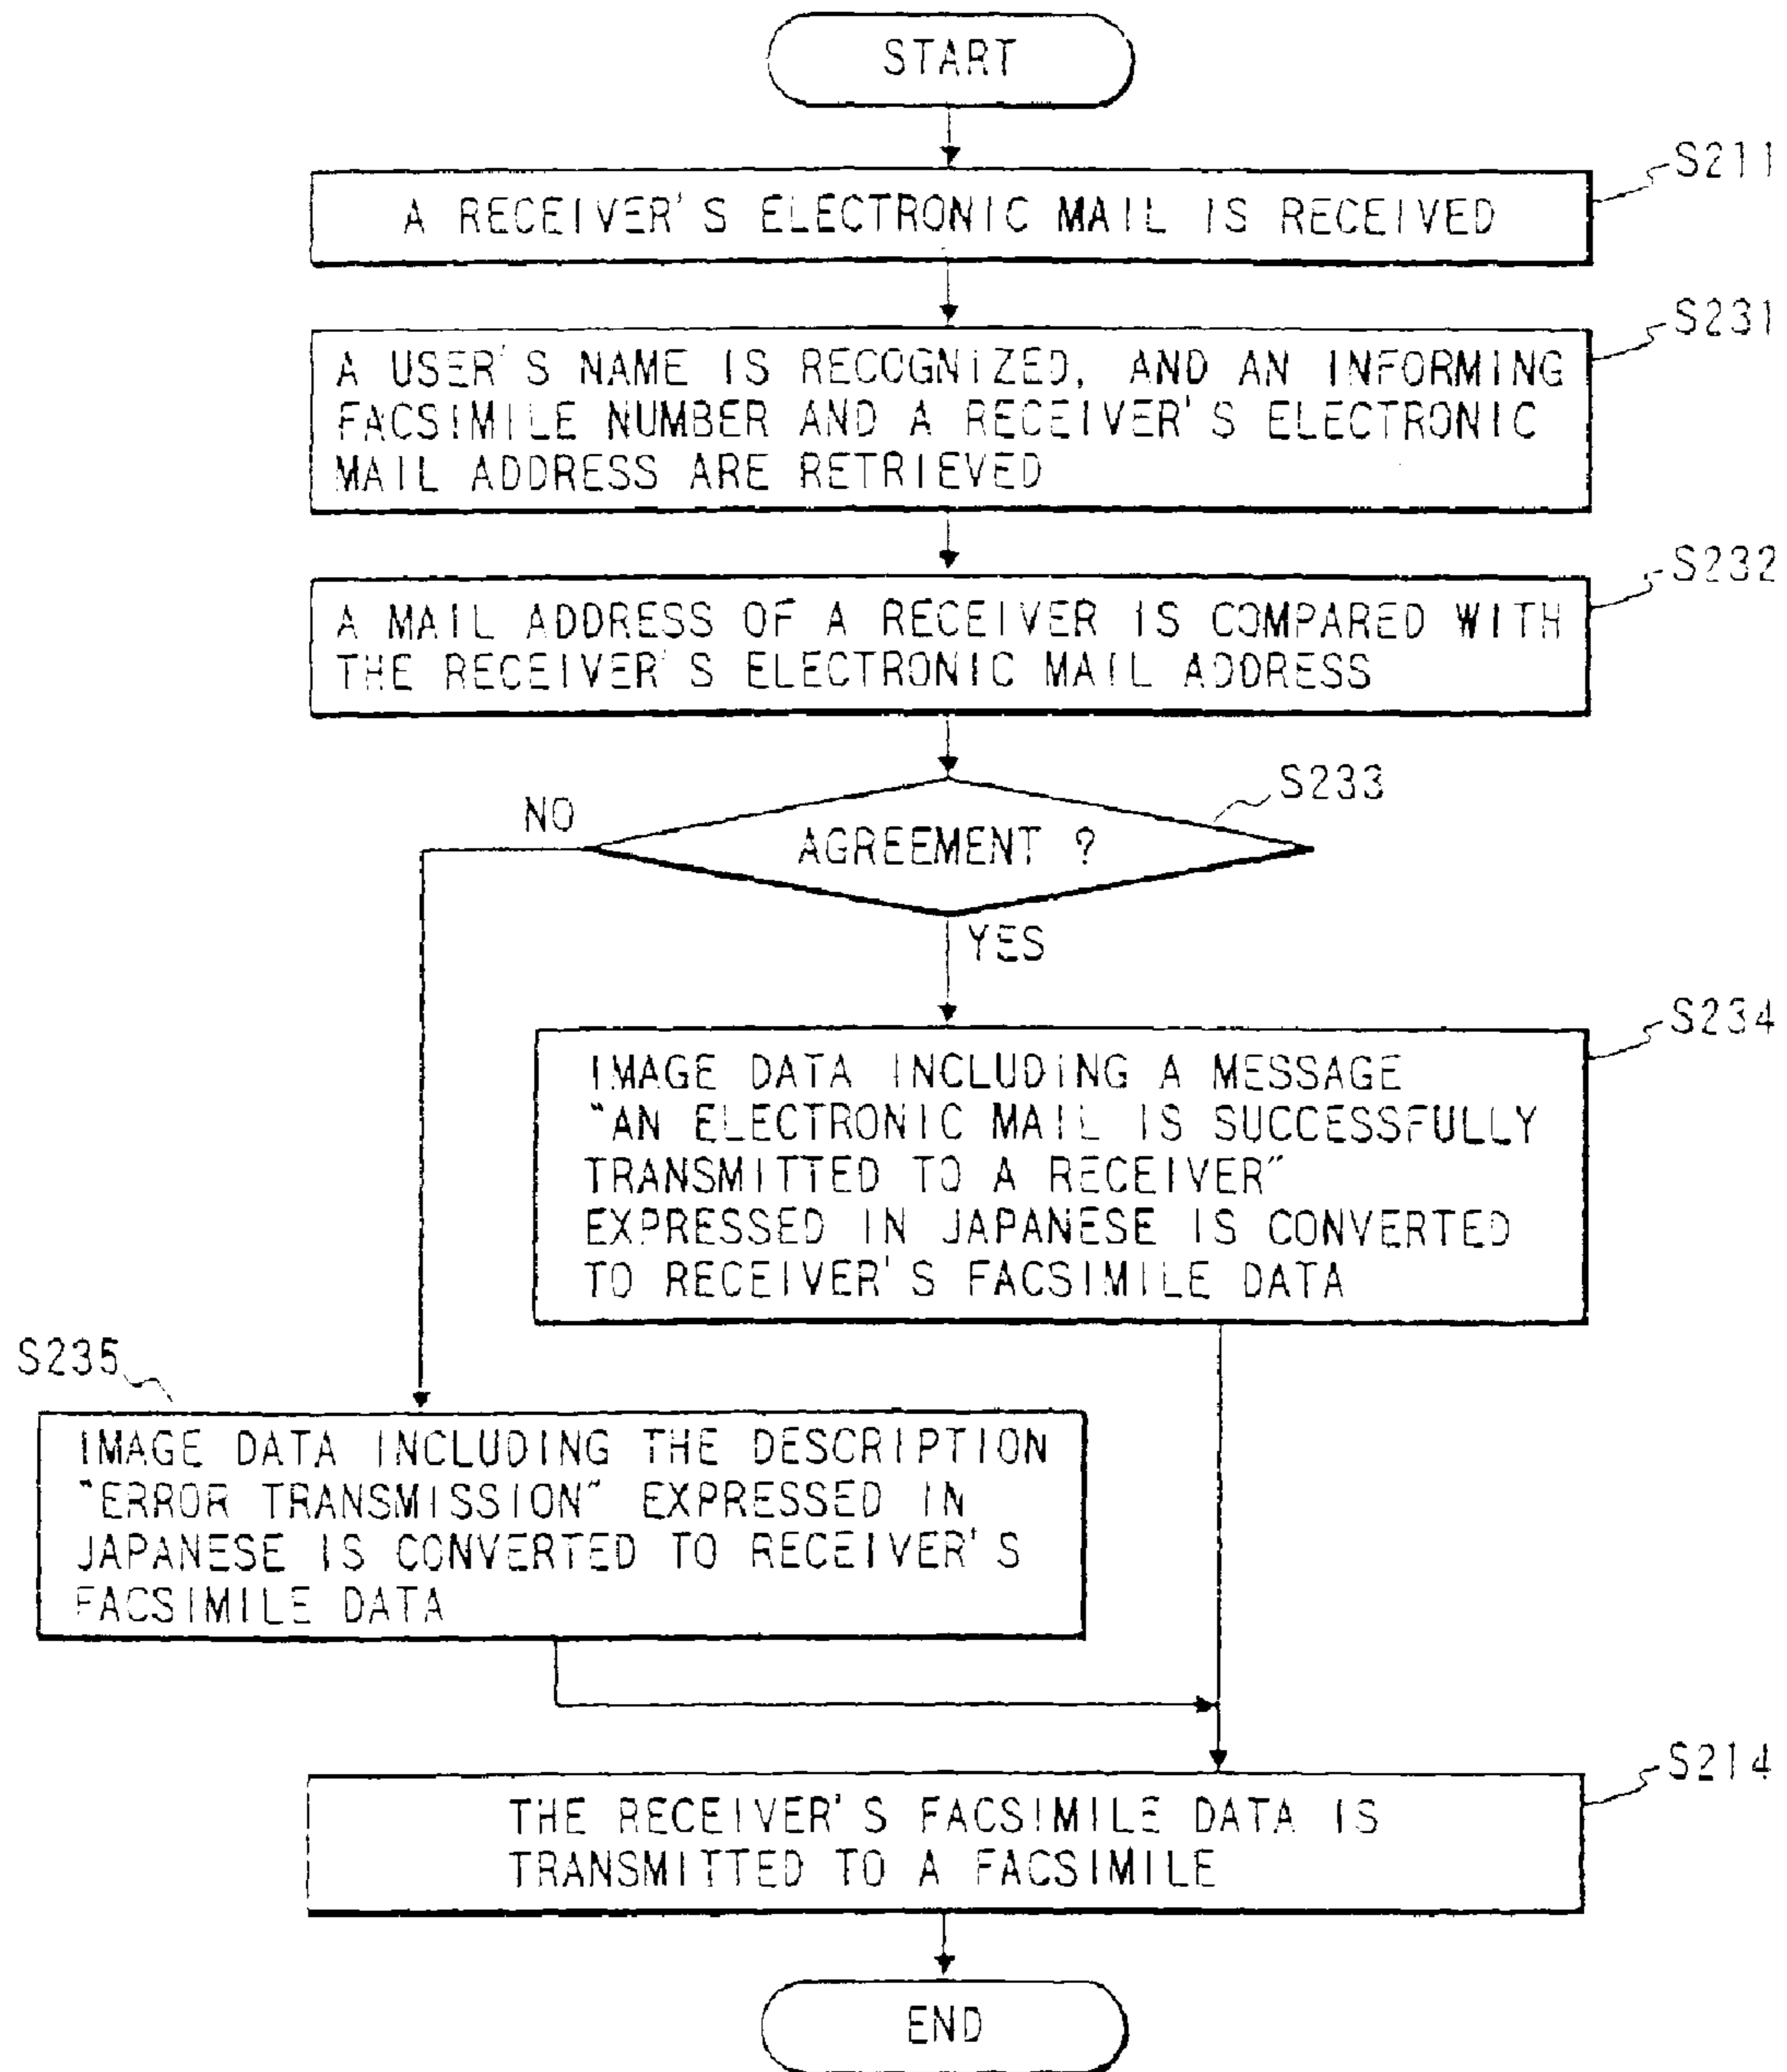 START
S211
A RECEIVER'S ELECTRONIC MAIL IS RECEIVED
S231
A USER'S NAME IS RECOGNIZED, AND AN INFORMING
FACSIMILE NUMBER AND A RECEIVER'S ELECTRONIC
MAIL ADDRESS ARE RETRIEVED
S232
A MAIL ADDRESS OF A RECEIVER IS COMPARED WITH
THE RECEIVER'S ELECTRONIC MAIL ADDRESS
S233
NO
AGREEMENT ?
YES
S234
IMAGE DATA INCLUDING A MESSAGE
"AN ELECTRONIC MAIL IS SUCCESSFULLY
TRANSMITTED TO A RECEIVER"
EXPRESSED IN JAPANESE IS CONVERTED
TO RECEIVER'S FACSIMILE DATA
S235
IMAGE DATA INCLUDING THE DESCRIPTION
"ERROR TRANSMISSION" EXPRESSED IN
JAPANESE IS CONVERTED TO RECEIVER'S
FACSIMILE DATA
S214
THE RECEIVER'S FACSIMILE DATA IS
TRANSMITTED TO A FACSIMILE
END